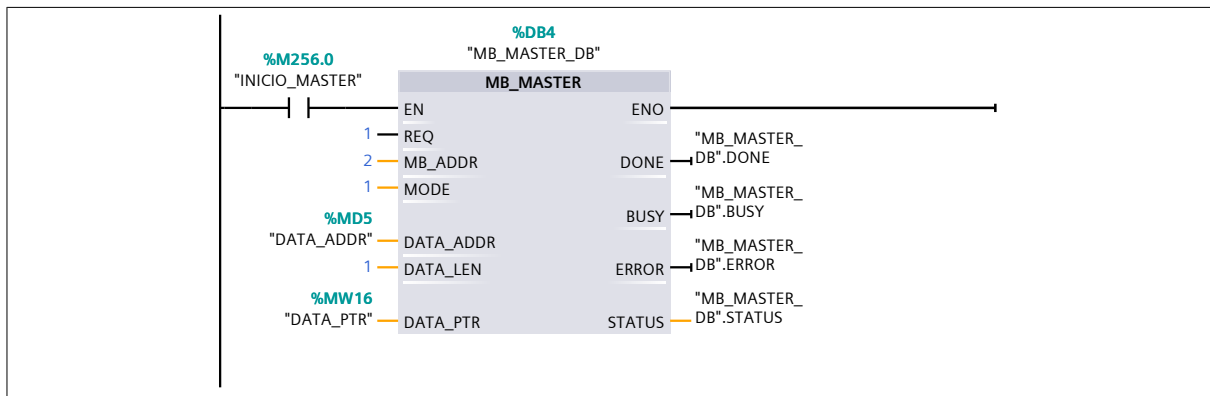 %DB4
"MB_MASTER_DB"
%M256.0
"INICIO_MASTER"
MB_MASTER
EN ENO
1 REQ
"MB_MASTER_
2 MB_ADDR DONE DB".DONE
1 MODE
"MB_MASTER_
BUSY DB".BUSY
%MD5
"DATA_ADDR" DATA_ADDR
"MB_MASTER_
1 DATA_LEN ERROR DB".ERROR
%MW16
"MB_MASTER_
"DATA_PTR" DATA_PTR STATUS DB".STATUS